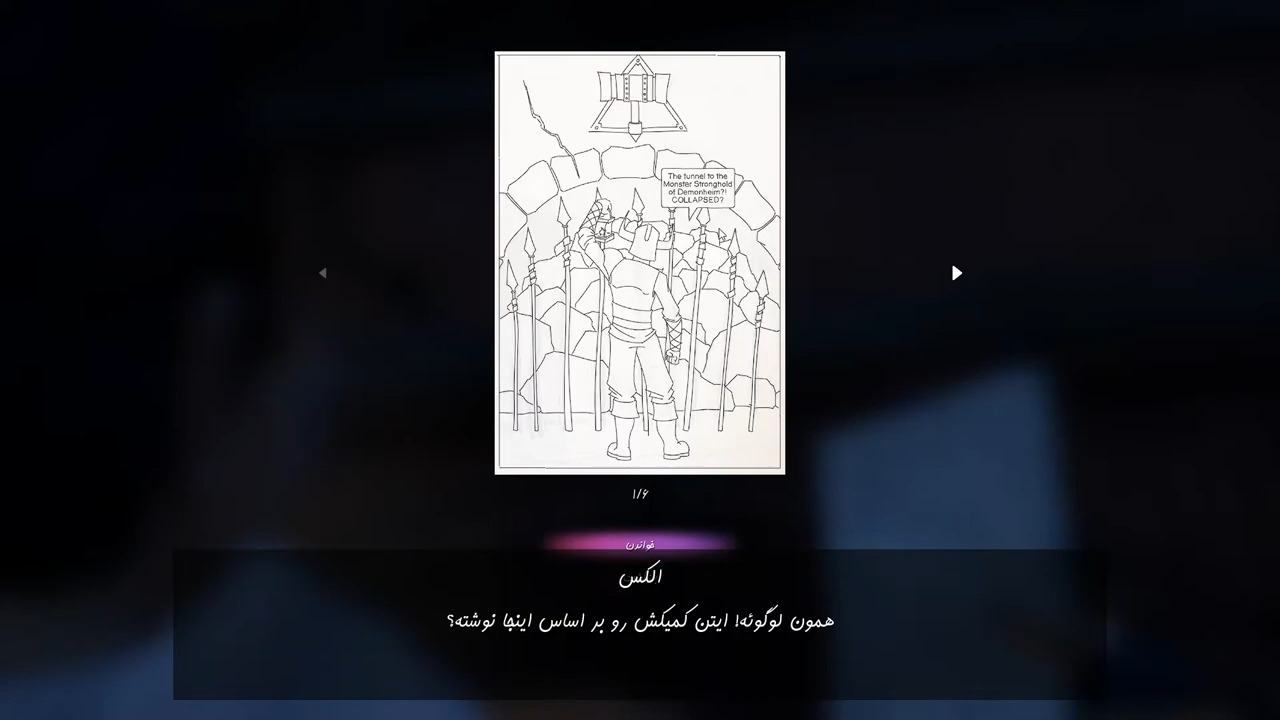 The tunnel to the
Monster Stronghold
of Demonheim?!
COLLAPSED?
۱/۶
خواندن
الکس
همون لوگوئه! ایتن کمیکش رو بر اساس اینجا نوشته؟